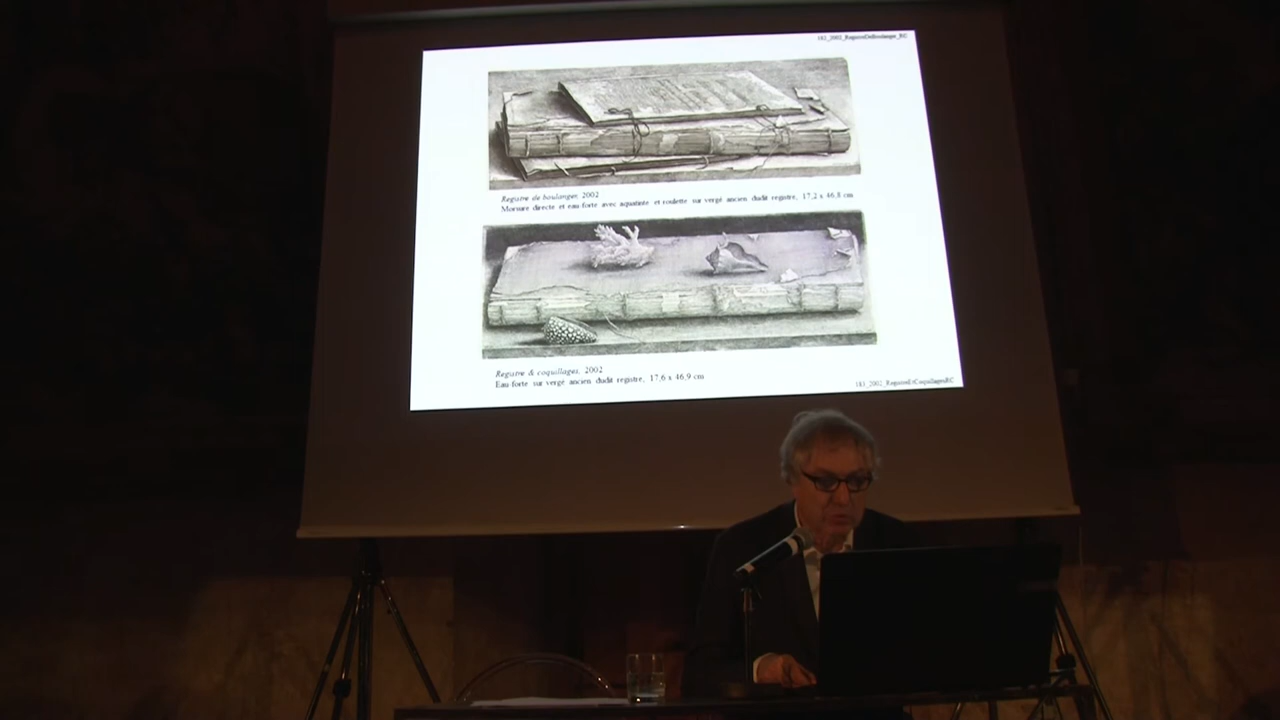 182_2002_RegistreDeBoulanger_BC
Registre de boulanger, 2002
Morsure directe et eau-forte avec aquatinte et roulette sur vergé ancien dudit registre, 17,2 x 46,8 cm
Registre & coquillages, 2002
Eau-forte sur vergé ancien dudit registre, 17,6 x 46,9 cm
183_2002_RegistreEtCoquillagesBC